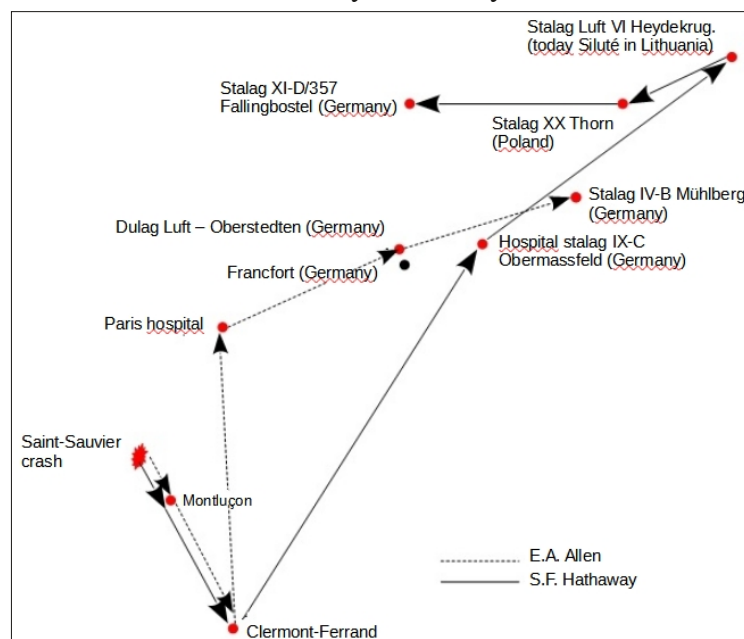 Stalag Luft VI Heydekrug.
(today Siluté in Lithuania)
Stalag XI-D/357
Fallingbostel (Germany)
Stalag XX Thorn
(Poland)
Stalag IV-B Mühlberg
(Germany)
Dulag Luft – Oberstedten (Germany)
Hospital stalag IX-C
Obermassfeld (Germany)
Francfort (Germany)
Paris hospital
Saint-Sauvier
crash
Montluçon
E.A. Allen
S.F. Hathaway
Clermont-Ferrand